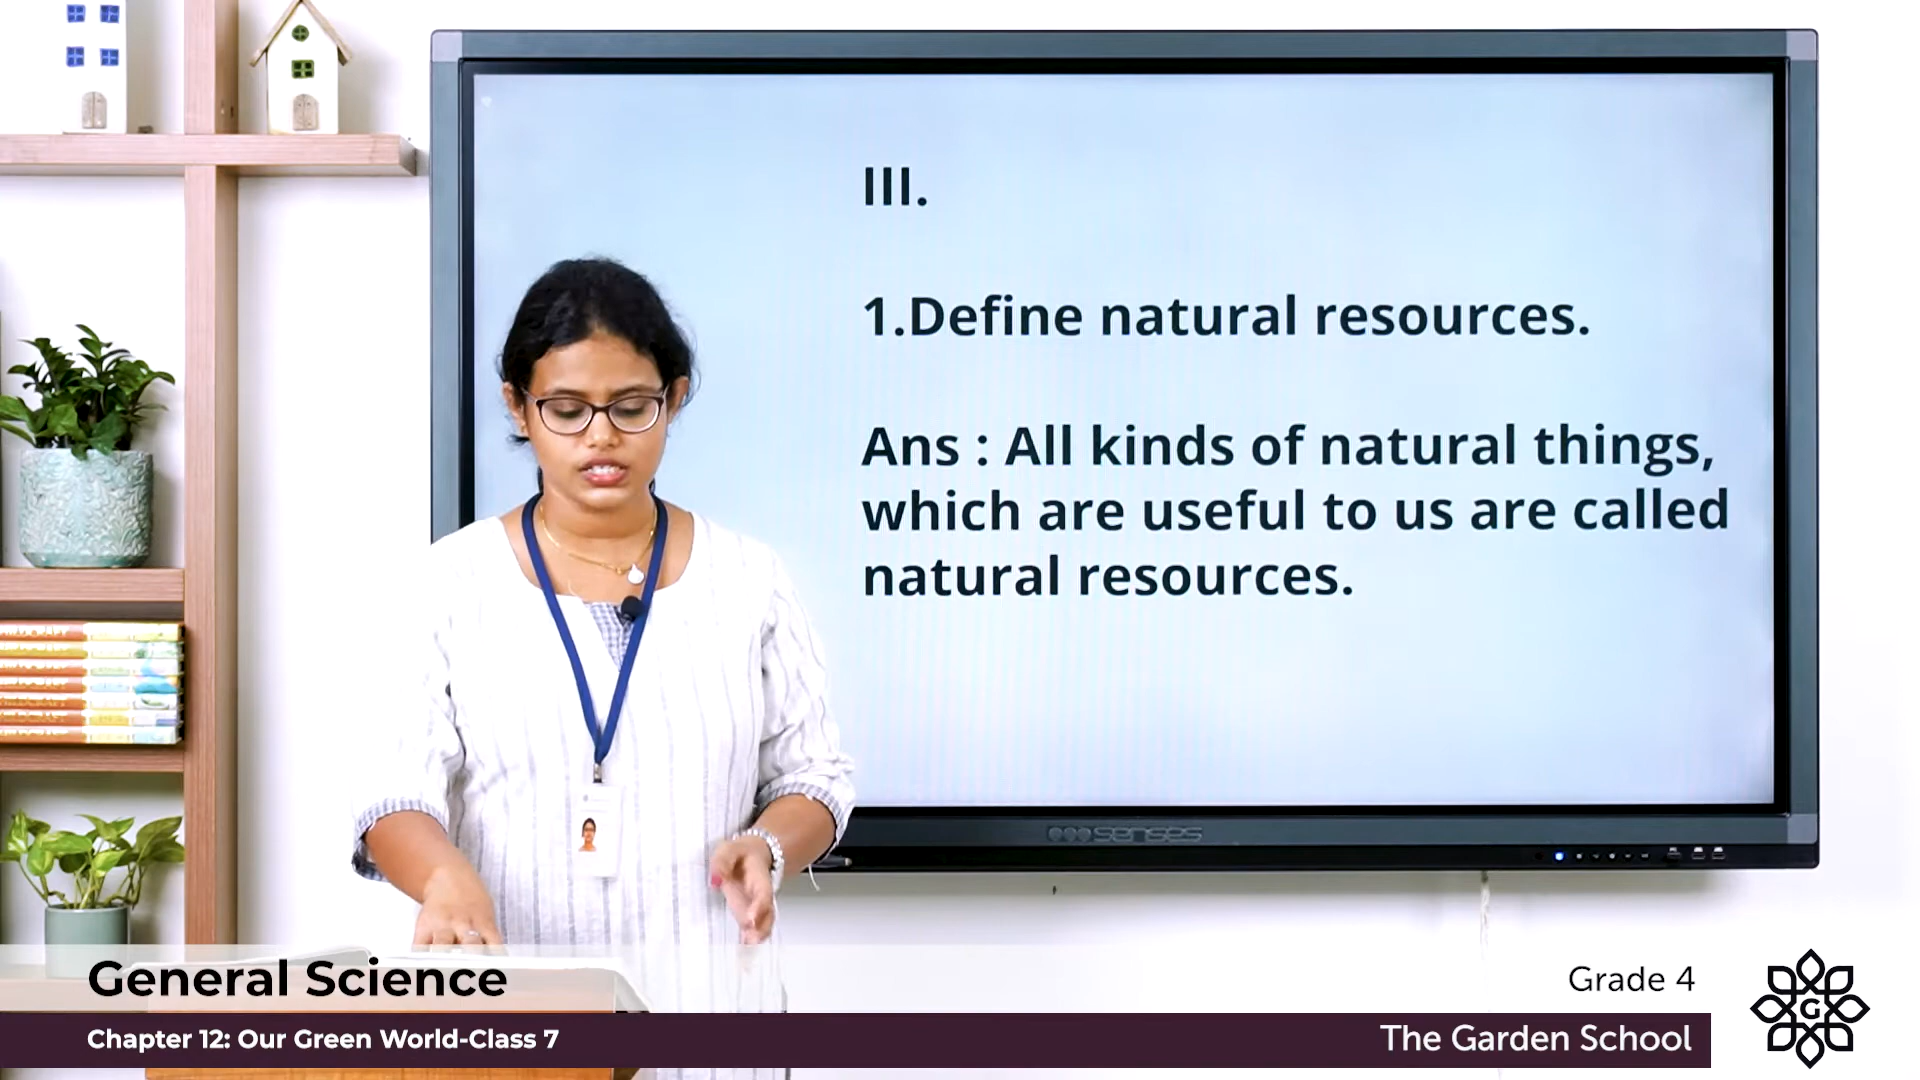 III.
1.Define natural resources.
Ans : All kinds of natural things,
which are useful to us are called
natural resources.
senses
General Science
Grade 4
Chapter 12: Our Green World-Class 7
The Garden School
G